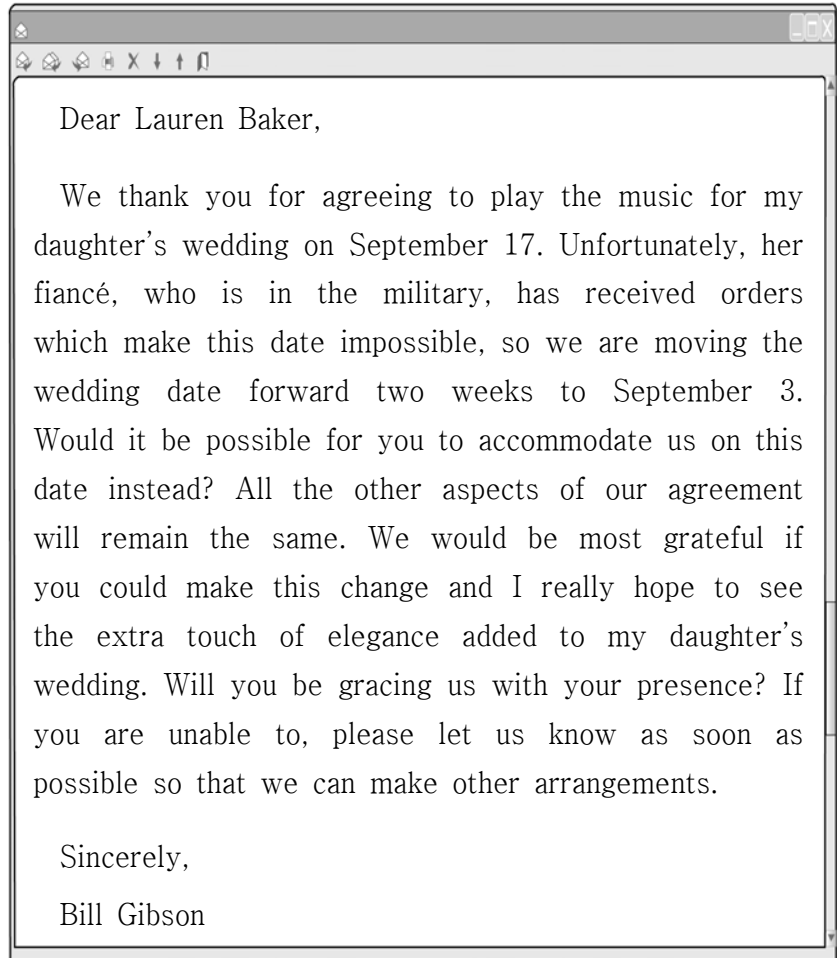 Dear Lauren Baker,
We thank you for agreeing to play the music for my
daughter's wedding on September 17. Unfortunately, her
fiancé, who is in the military, has received orders
which make this date impossible, so we are moving the
wedding date forward two weeks to September 3.
Would it be possible for you to accommodate us on this
date instead? All the other aspects of our agreement
will remain the same. We would be most grateful if
you could make this change and I really hope to see
the extra touch of elegance added to my daughter's
wedding. Will you be gracing us with your presence? If
you are unable to, please let us know as soon as
possible so that we can make other arrangements.
Sincerely,
Bill Gibson